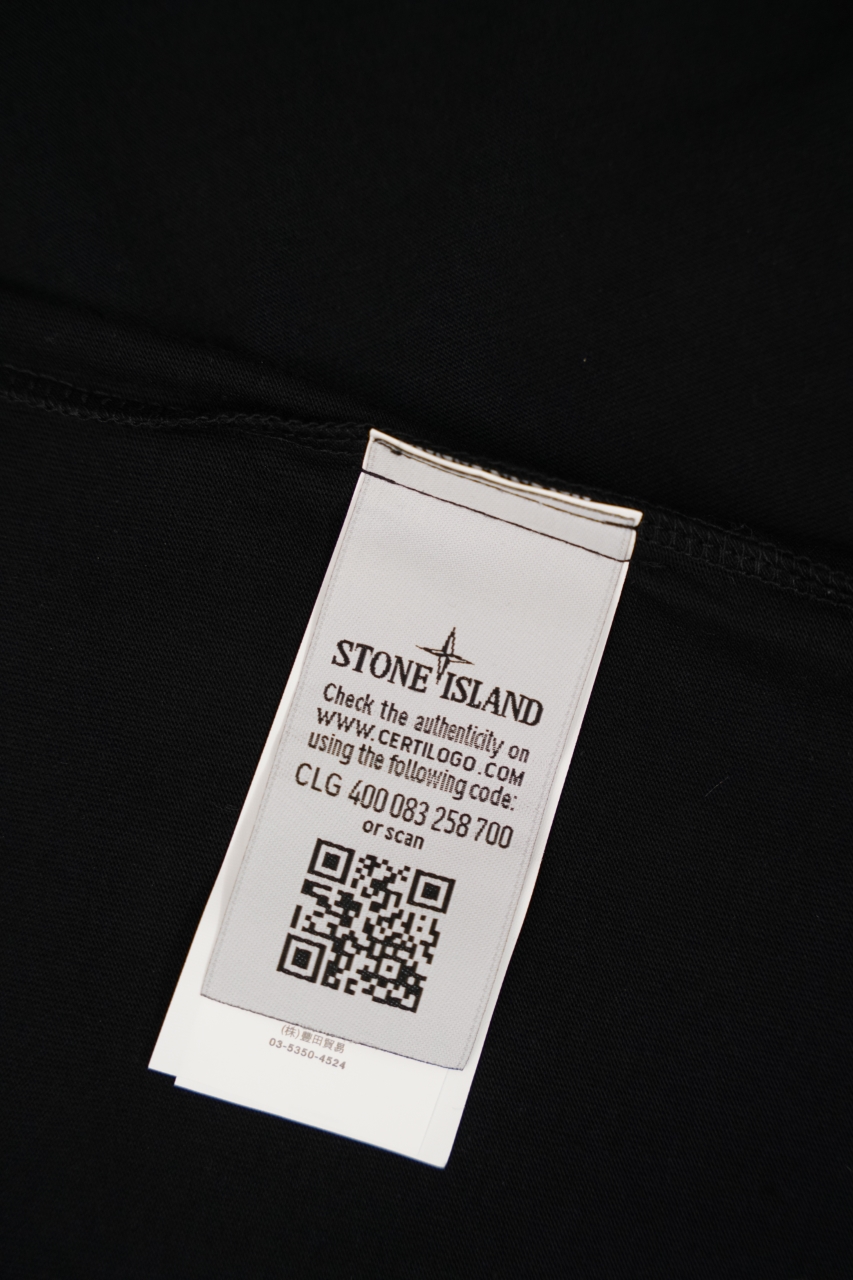 STONE ISLAND
Check the authenticity on
WWW.CERTILOGO.COM
using the following code:
CLG 400 083 258 700
or scan
(株)豊田貿易
03-5350-4524